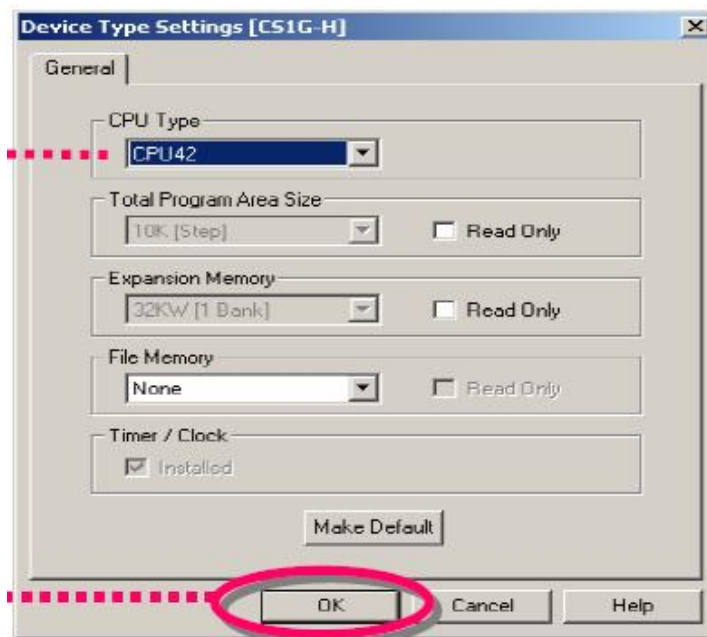 Device Type Settings [CS1G-H]
General
CPU Type
CPU42
Total Program Area Size
10K [Step]
Read Only
Expansion Memory
32KW [1 Bank]
Read Only
File Memory
None
Read Only
Timer / Clock
Installed
Make Default
OK
Cancel
Help